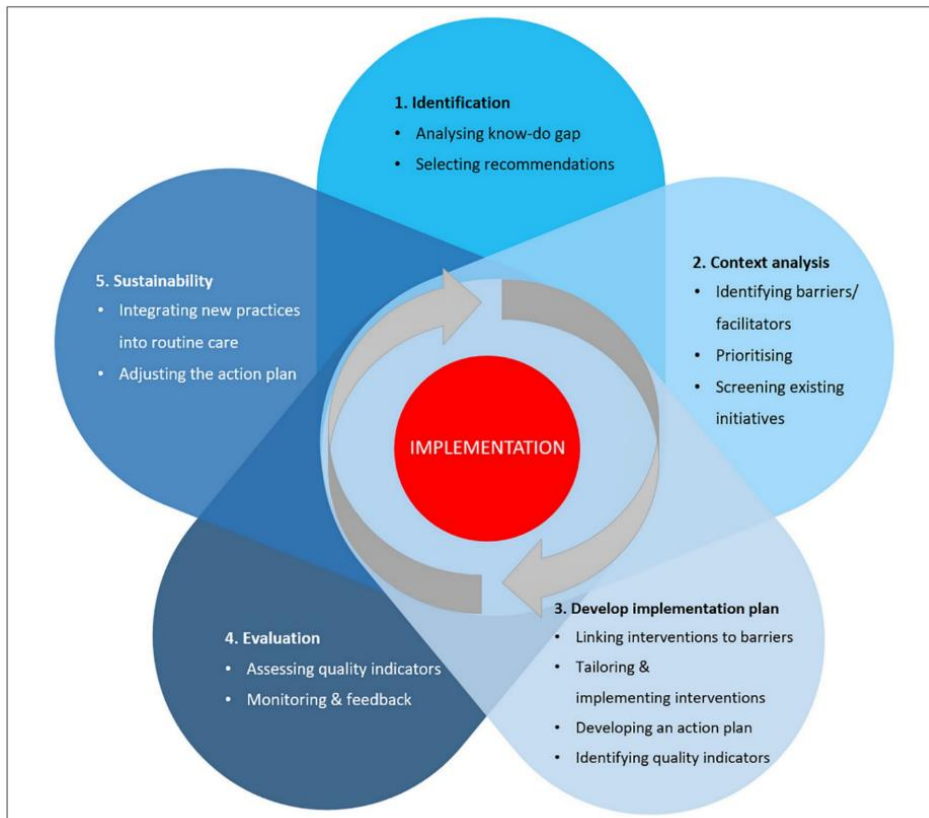 1. Identification
• Analysing know-do gap
• Selecting recommendations
2. Context analysis
• Identifying barriers/
facilitators
• Prioritising
• Screening existing
initiatives
3. Develop implementation plan
• Linking interventions to barriers
• Tailoring &
implementing interventions
• Developing an action plan
• Identifying quality indicators
4. Evaluation
• Assessing quality indicators
• Monitoring & feedback
5. Sustainability
• Integrating new practices
into routine care
• Adjusting the action plan
IMPLEMENTATION